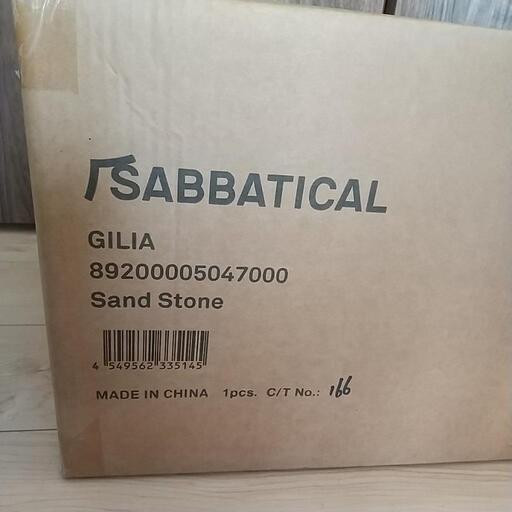 SABBATICAL
GILIA
89200005047000
Sand Stone
4 549562 335145
MADE IN CHINA 1pcs. C/T No.: 166